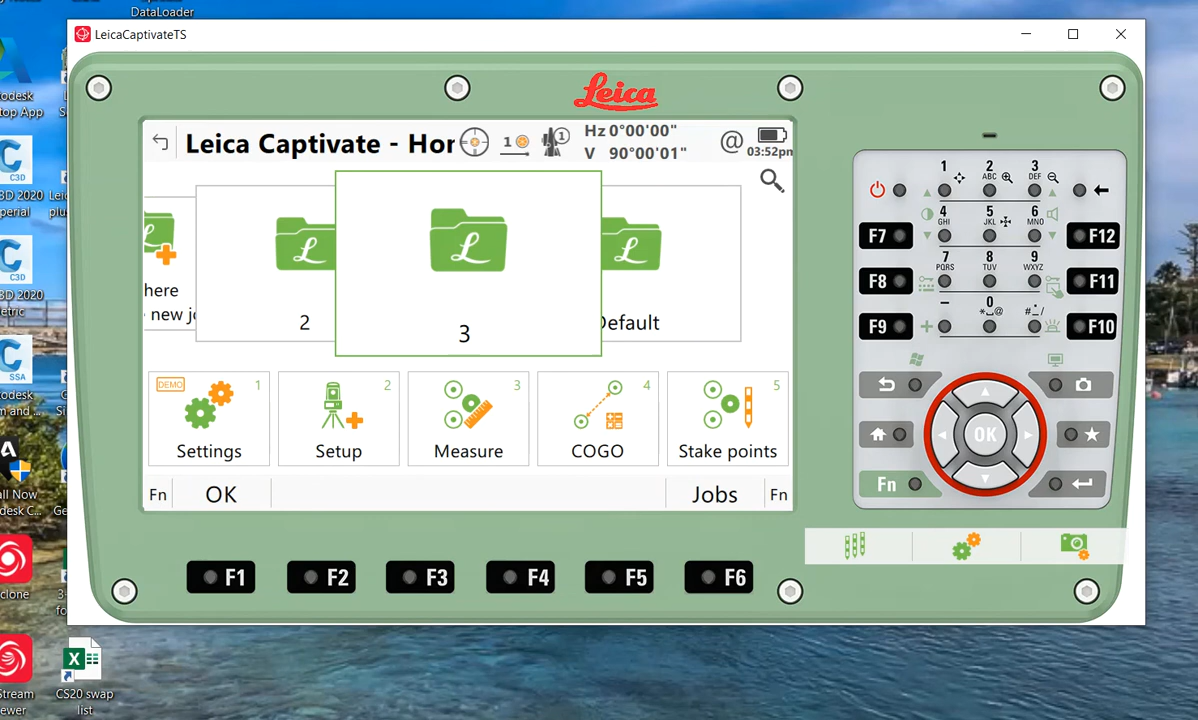 DataLoader
LeicaCaptivateTS
Leica
Leica Captivate - Hor
1
1
Hz 0°00'00"
V 90°00'01"
@
03:52pm
here
new j
2
3
Default
DEMO
1
Settings
2
Setup
3
Measure
4
COGO
5
Stake points
Fn
OK
Jobs
Fn
F1
F2
F3
F4
F5
F6
1
2
ABC
3
DEF
F7
4
GHI
5
JKL
6
MNO
F12
F8
7
PQRS
8
TUV
9
WXYZ
F11
F9
0
*⎵@
#._/
F10
OK
Fn
odesk
top App
C3D
3D 2020
perial
C3D
3D 2020
etric
SSA
odesk
m and ...
all Now
desk C...
clone
Stream
ewer
Leic
plus
X
CS20 swap
list